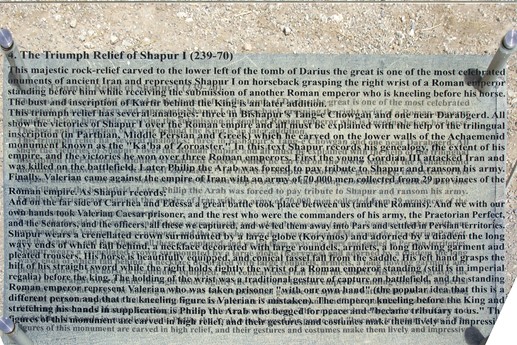 . The Triumph Relief of Shapur I (239-70)
This majestic rock-relief carved to the lower left of the tomb of Darius the great is one of the most celebrated
onuments of ancient Iran and represents Shapur I on horseback grasping the right wrist of a Roman emperor
standing before him while receiving the submission of another Roman emperor who is kneeling before his horse.
The bust and inscription of Kartir behind the King is an later addition.
This triumph relief has several analogies: three in Bishapur's Tang-e Chowgan and one near Darabgerd. All
show the victories of Shapur I over the Roman empire and can be explained with the help of the trilingual
inscription (in Parthian, Middle Persian and Greek) which he carved on the lower walls of the Achaemenid
monument known as the "Ka'ba of Zoroaster." In this text Shapur records his genealogy, the extent of his
empire, and the victories he won over three Roman emperors. First the young Gordian III attacked Iran and
was killed on the battlefield. Later Philip the Arab was forced to pay tribute to Shapur and ransom his army.
Finally, Valerian came against the empire of Iran with an army of 70,000 men collected from 29 provinces of the
Roman empire. As Shapur records:
And on the far side of Carrhea and Edessa a great battle took place between us and the Romans. And we with our
own hands took Valerian Caesar prisoner, and the rest who were the commanders of his army, the Praetorian Perfect,
and the Senators, and the officers, all these we captured, and we led them away into Pars and settled in Persian territories.
Shapur wears a crenellated crown surmounted by a large globe (Korymos) and adorned by a diadem the long
wavy ends of which fall behind, a necklace decorated with large roundels, armlets, a long flowing garment and
pleated trousers. His horse is beautifully equipped, and conical tassel fall from the saddle. His left hand grasps the
hilt of his straight sword while the right holds tightly the wrist of a Roman emperor standing (still is in imperial
regalia) before the king. The holding of the wrist was a traditional gesture of capture on battlefield, and the standing
Roman emperor represent Valerian who was taken prisoner "with our own hand" (the popular idea that this is a
different person and that the kneeling figure is Valerian is mistaken). The emperor kneeling before the King and
stretching his hands in supplication is Philip the Arab who begged for peace and "became tributary to us." Th
figures of this monument are carved in high relief, and their gestures and costumes make them lively and impressi